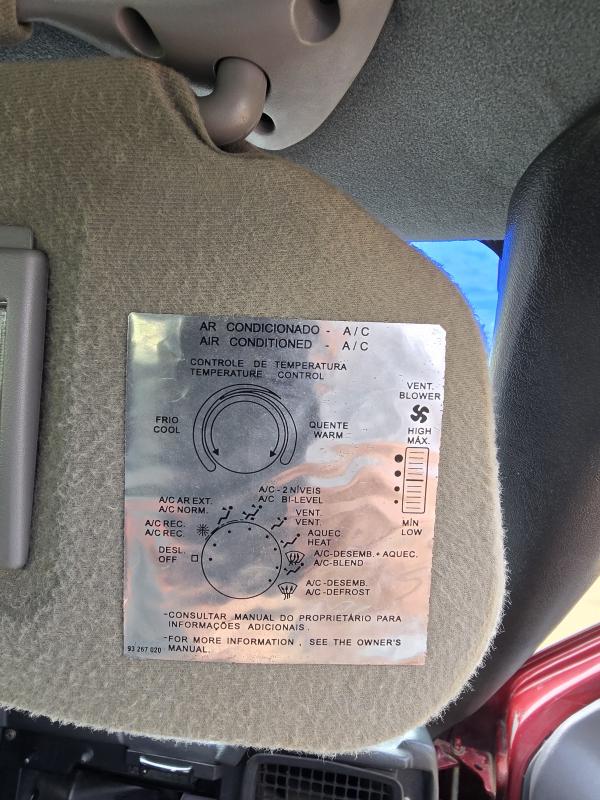 AR CONDICIONADO - A/C
AIR CONDITIONED - A/C
CONTROLE DE TEMPERATURA
TEMPERATURE CONTROL
FRIO
COOL
QUENTE
WARM
VENT.
BLOWER
HIGH
MÁX.
MÍN
LOW
A/C - 2 NÍVEIS
A/C BI-LEVEL
A/C AR EXT.
A/C NORM.
VENT.
VENT.
A/C REC.
A/C REC.
AQUEC
HEAT
DESL.
OFF
A/C-DESEMB. + AQUEC.
A/C-BLEND
A/C -DESEMB.
A/C -DEFROST
-CONSULTAR MANUAL DO PROPRIETÁRIO PARA
INFORMAÇÕES ADICIONAIS.
-FOR MORE INFORMATION , SEE THE OWNER'S
MANUAL.
93 267 020